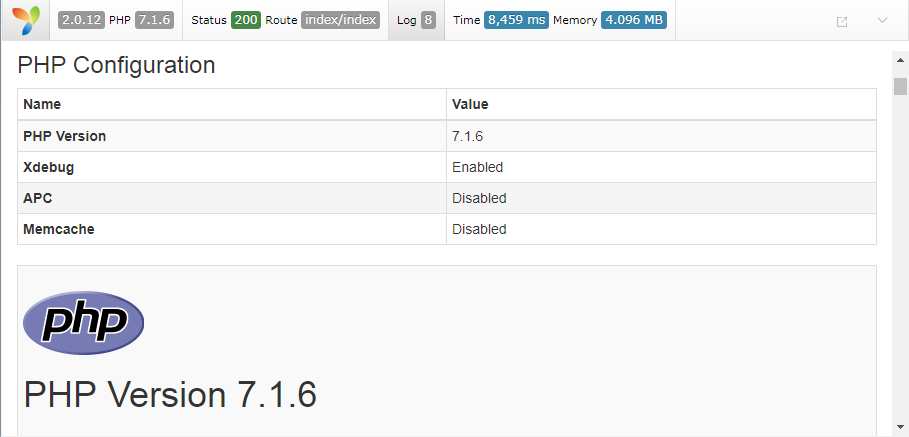 2.0.12 PHP 7.1.6 Status 200 Route index/index Log 8 Time 8,459 ms Memory 4.096 MB
PHP Configuration
Name Value
PHP Version 7.1.6
Xdebug Enabled
APC Disabled
Memcache Disabled
php
PHP Version 7.1.6